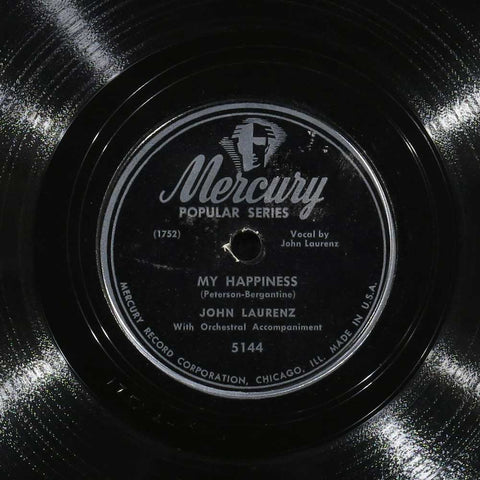 Mercury
POPULAR SERIES
(1752)
Vocal by
John Laurenz
MY HAPPINESS
(Peterson-Bergantine)
JOHN LAURENZ
With Orchestral Accompaniment
5144
MERCURY RECORD CORPORATION, CHICAGO, ILL. MADE IN U.S.A.